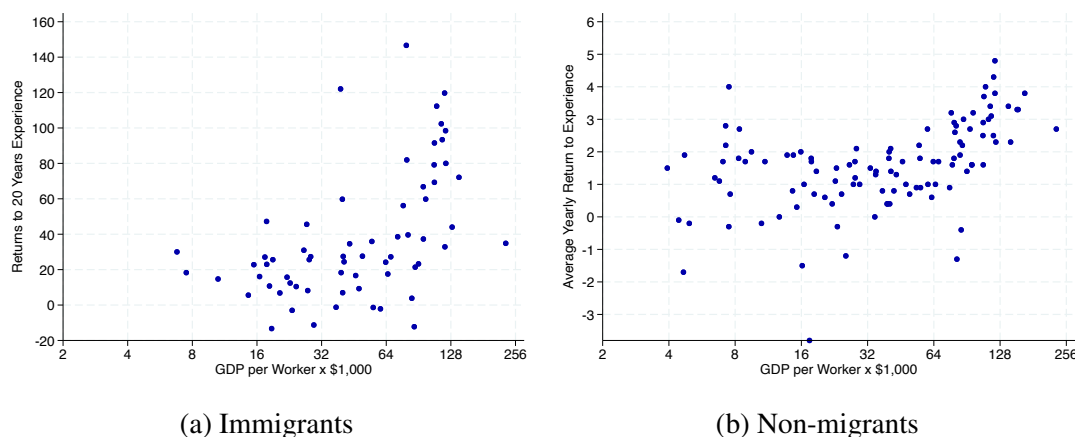 160
140
120
100
80
60
40
20
0
-20
Returns to 20 Years Experience
2 4 8 16 32 64 128 256
GDP per Worker x $1,000
(a) Immigrants
6
5
4
3
2
1
0
-1
-2
-3
Average Yearly Return to Experience
2 4 8 16 32 64 128 256
GDP per Worker x $1,000
(b) Non-migrants